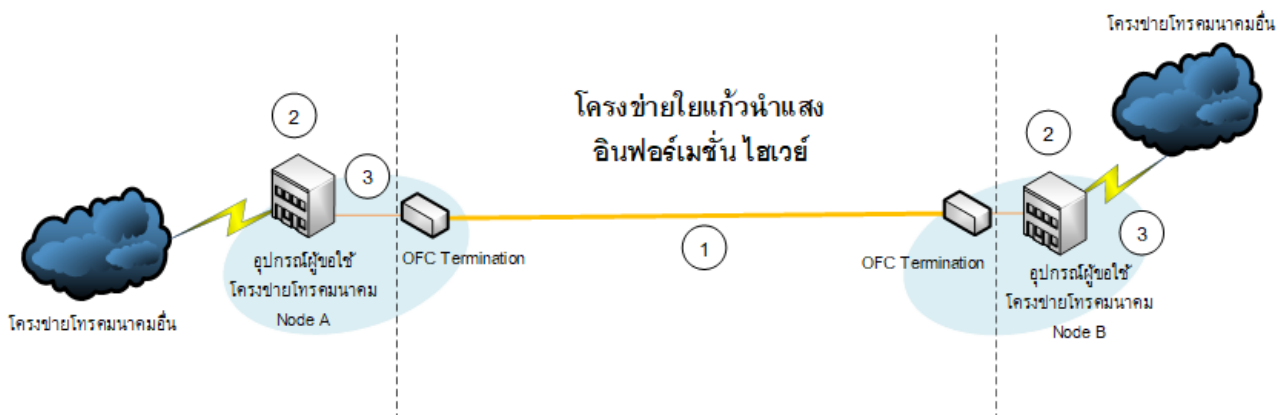 โครงข่ายโทรคมนาคมอื่น
โครงข่ายใยแก้วนำแสง
อินฟอร์เมชั่น ไฮเวย์
2
2
3
3
1
OFC Termination
OFC Termination
อุปกรณ์ผู้ขอใช้
โครงข่ายโทรคมนาคม
Node A
อุปกรณ์ผู้ขอใช้
โครงข่ายโทรคมนาคม
Node B
โครงข่ายโทรคมนาคมอื่น